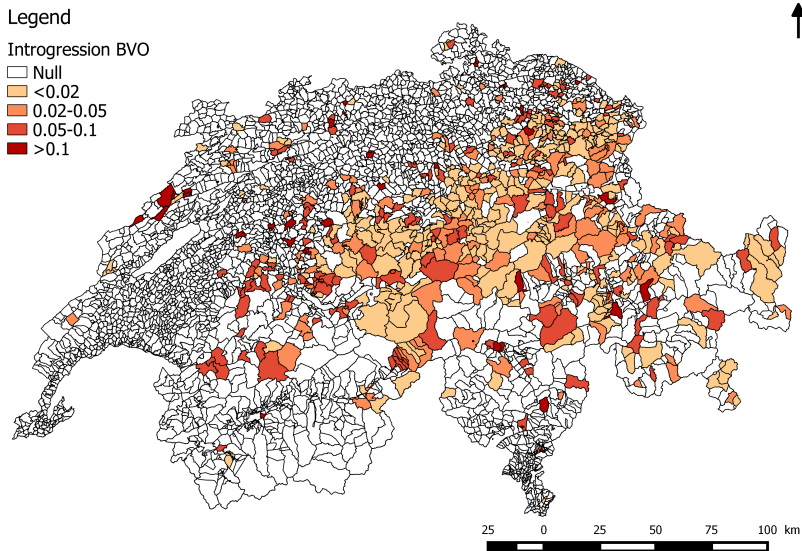 Legend
Introgression BVO
Null
<0.02
0.02-0.05
0.05-0.1
>0.1
25 0 25 50 75 100 km